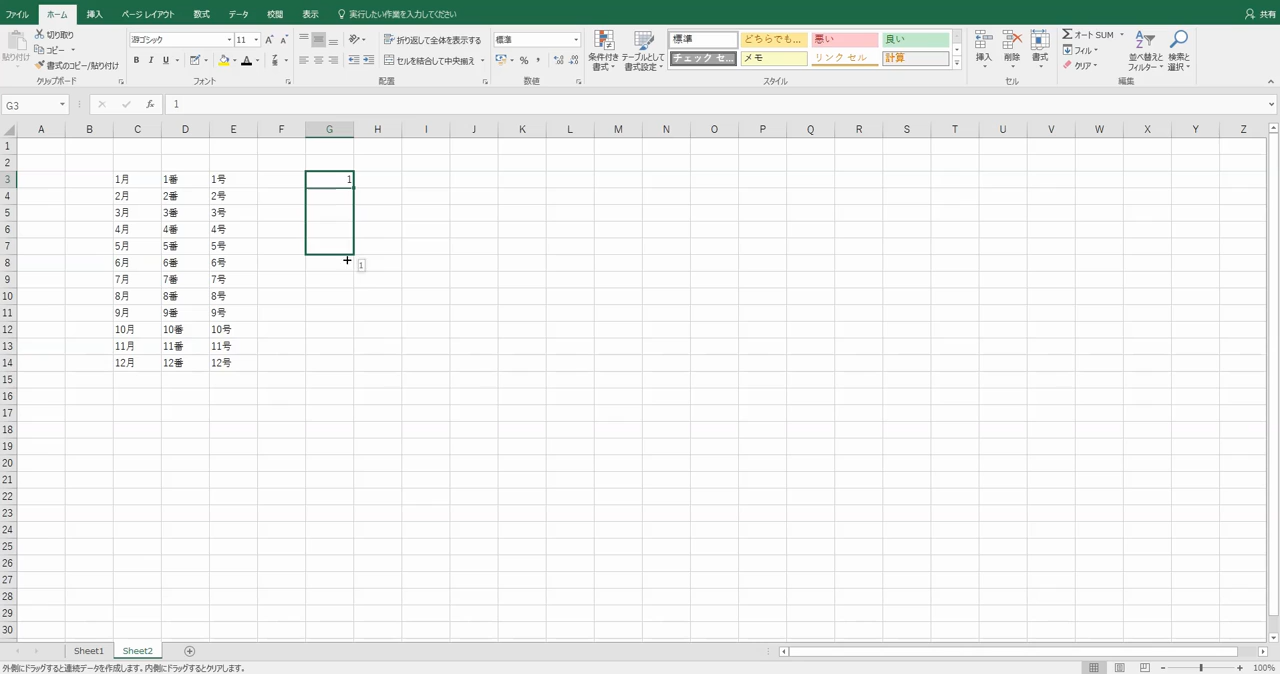 ファイル ホーム 挿入 ページ レイアウト 数式 データ 校閲 表示 実行したい作業を入力してください 共有
貼り付け 切り取り コピー 書式のコピー/貼り付け クリップボード
游ゴシック 11 A A B I U A フォント
折り返して全体を表示する セルを結合して中央揃え 配置
標準 % , 数値
条件付き書式 テーブルとして書式設定 標準 どちらでも... 悪い 良い
チェック セ... メモ リンク セル 計算 スタイル
挿入 削除 書式 セル
オート SUM フィル クリア 並べ替えと フィルター 検索と 選択 編集
G3 fx 1
A B C D E F G H I J K L M N O P Q R S T U V W X Y Z
1
2
3 1月 1番 1号 1
4 2月 2番 2号
5 3月 3番 3号
6 4月 4番 4号
7 5月 5番 5号
8 6月 6番 6号 1
9 7月 7番 7号
10 8月 8番 8号
11 9月 9番 9号
12 10月 10番 10号
13 11月 11番 11号
14 12月 12番 12号
15
16
17
18
19
20
21
22
23
24
25
26
27
28
29
30
Sheet1 Sheet2
外側にドラッグすると連続データを作成します。内側にドラッグするとクリアします。 100%